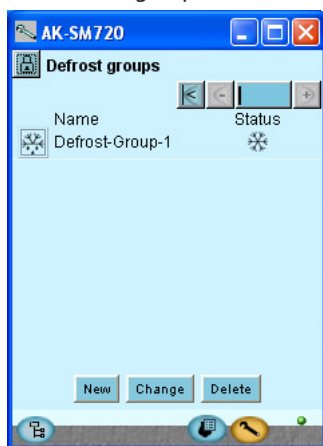 AK-SM720
Defrost groups
Name Status
Defrost-Group-1
New Change Delete